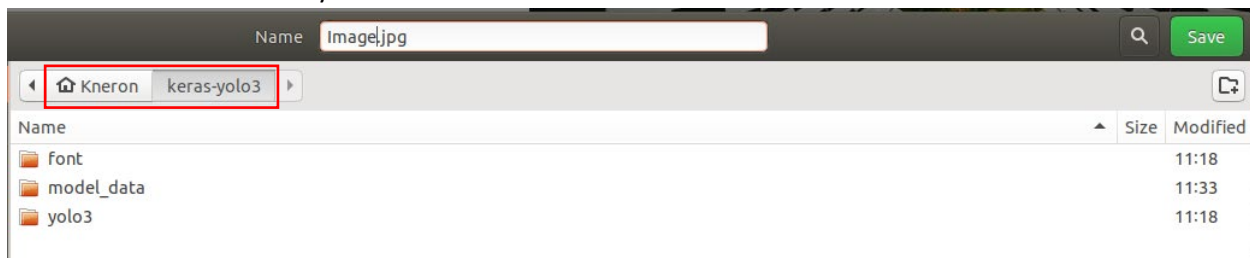 Name Image.jpg Save
Kneron keras-yolo3
Name Size Modified
font 11:18
model_data 11:33
yolo3 11:18